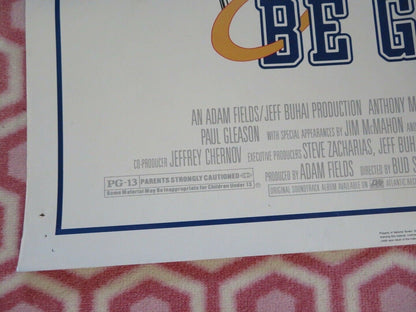 BE G
AN ADAM FIELDS/JEFF BUHAI PRODUCTION ANTHONY M
PAUL GLEASON WITH SPECIAL APPEARANCES BY JIM McMAHON AND
CO-PRODUCER JEFFREY CHERNOV EXECUTIVE PRODUCERS STEVE ZACHARIAS, JEFF BUH
PRODUCED BY ADAM FIELDS DIRECTED BY BUD S
PG-13 PARENTS STRONGLY CAUTIONED
Some Material May Be Inappropriate for Children Under 13
ORIGINAL SOUNDTRACK ALBUM AVAILABLE ON ATLANTIC